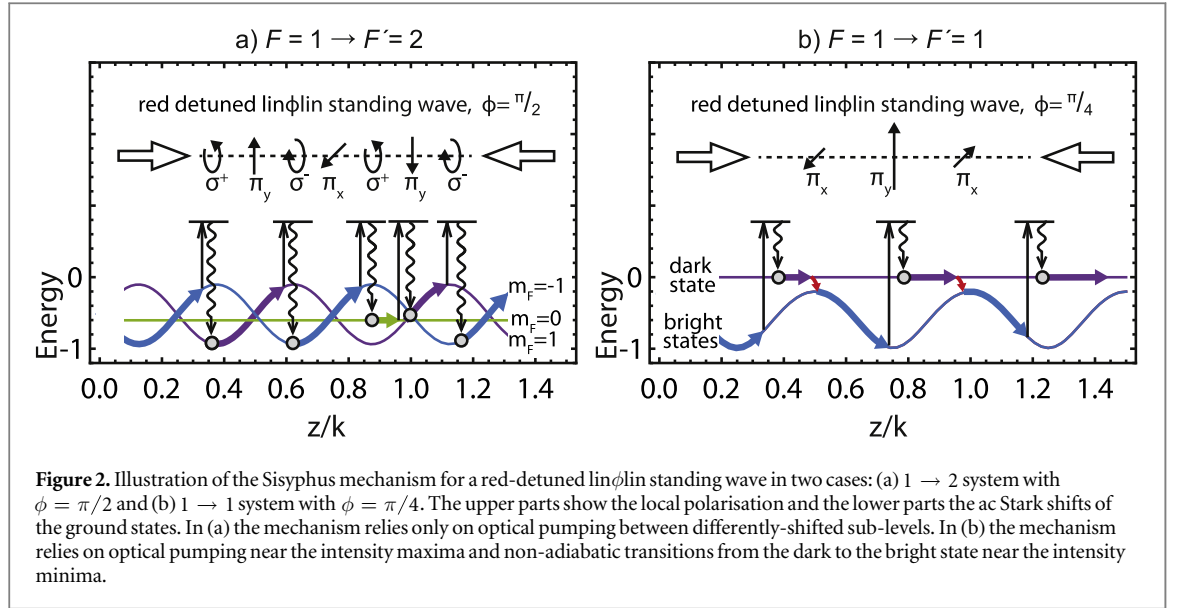 a) F = 1 → F´= 2
red detuned linϕlin standing wave, ϕ= π/2
σ+ πy σ- πx σ+ πy σ-
Energy
0
-1
mF=-1
mF=0
mF=1
0.0 0.2 0.4 0.6 0.8 1.0 1.2 1.4
z/k
b) F = 1 → F´= 1
red detuned linϕlin standing wave, ϕ= π/4
πx πy πx
Energy
0
-1
dark
state
bright
states
0.0 0.2 0.4 0.6 0.8 1.0 1.2 1.4
z/k
Figure 2. Illustration of the Sisyphus mechanism for a red-detuned linϕlin standing wave in two cases: (a) 1 → 2 system with
ϕ = π/2 and (b) 1 → 1 system with ϕ = π/4. The upper parts show the local polarisation and the lower parts the ac Stark shifts of
the ground states. In (a) the mechanism relies only on optical pumping between differently-shifted sub-levels. In (b) the mechanism
relies on optical pumping near the intensity maxima and non-adiabatic transitions from the dark to the bright state near the intensity
minima.